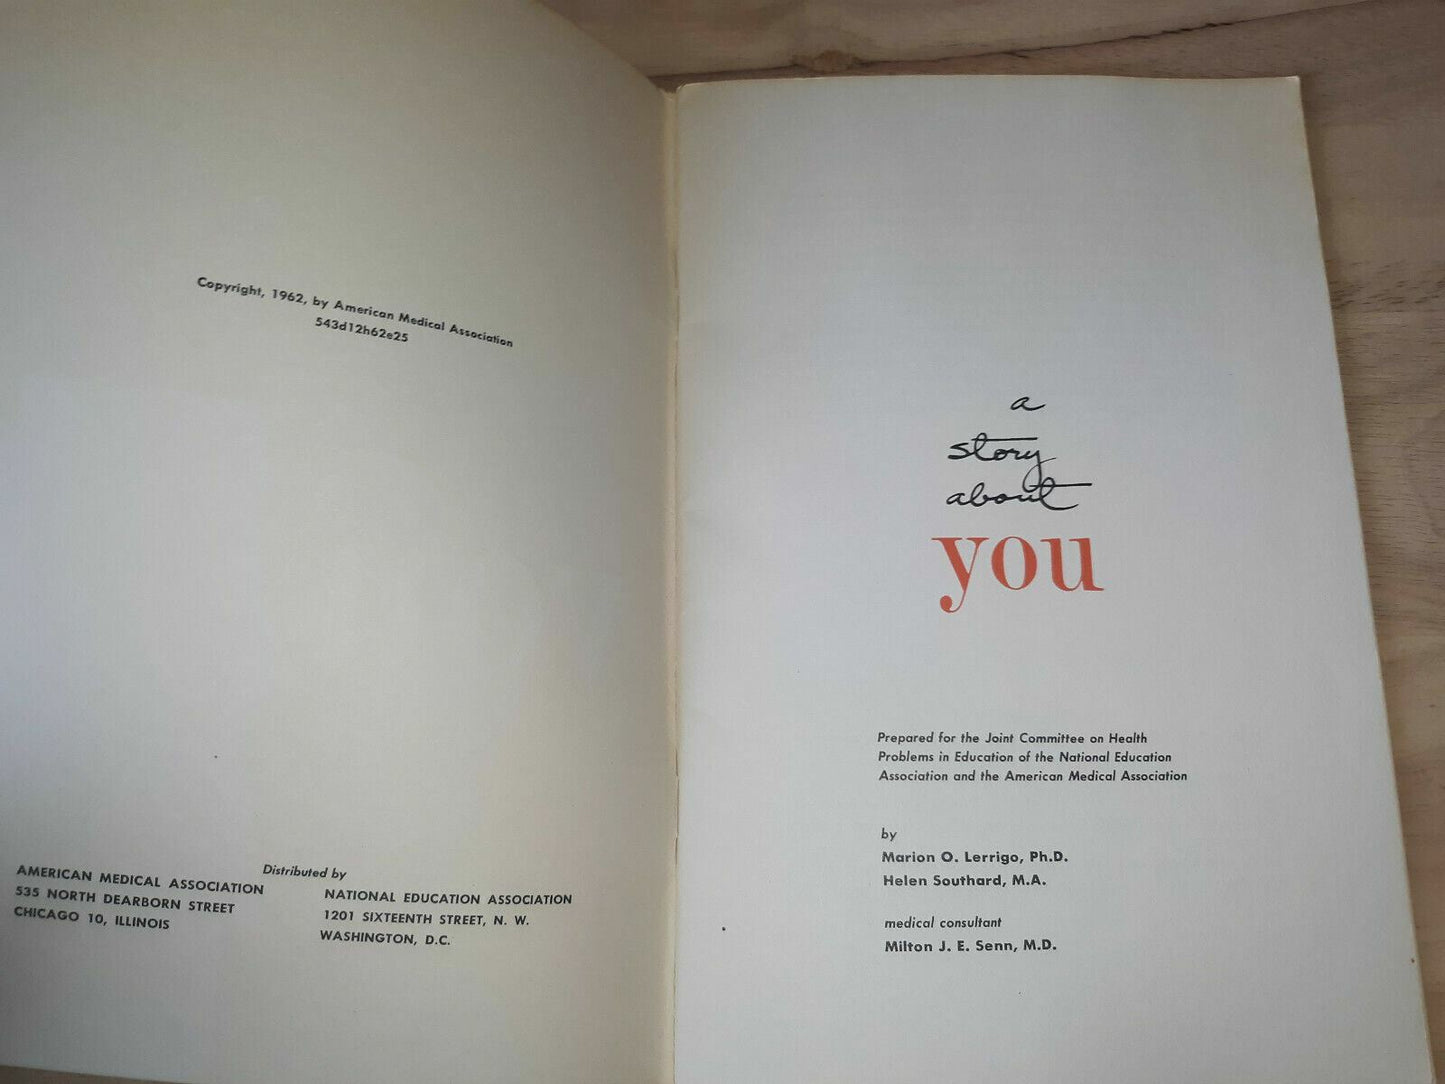 Copyright, 1962, by American Medical Association
543d12h62e25
Distributed by
AMERICAN MEDICAL ASSOCIATION
535 NORTH DEARBORN STREET
CHICAGO 10, ILLINOIS
NATIONAL EDUCATION ASSOCIATION
1201 SIXTEENTH STREET, N. W.
WASHINGTON, D.C.
a
story
about
you
Prepared for the Joint Committee on Health
Problems in Education of the National Education
Association and the American Medical Association
by
Marion O. Lerrigo, Ph.D.
Helen Southard, M.A.
medical consultant
Milton J. E. Senn, M.D.